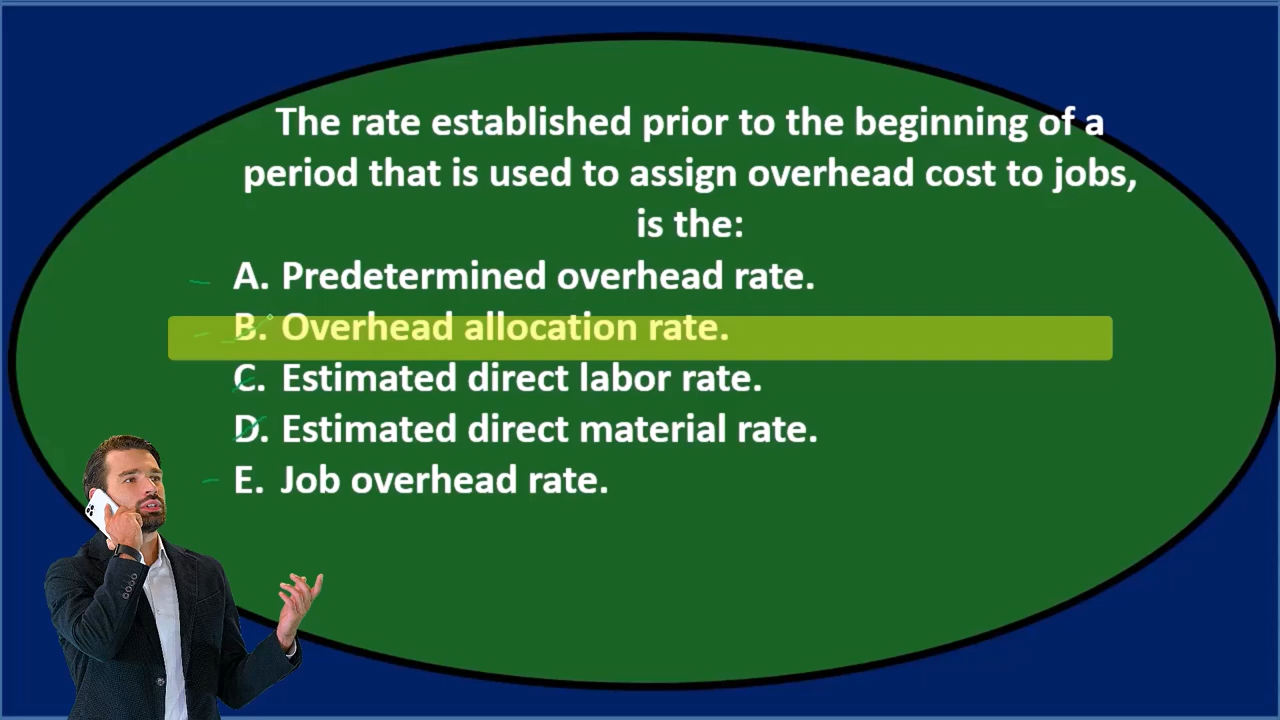 The rate established prior to the beginning of a
period that is used to assign overhead cost to jobs,
is the:
A. Predetermined overhead rate.
B. Overhead allocation rate.
C. Estimated direct labor rate.
D. Estimated direct material rate.
E. Job overhead rate.